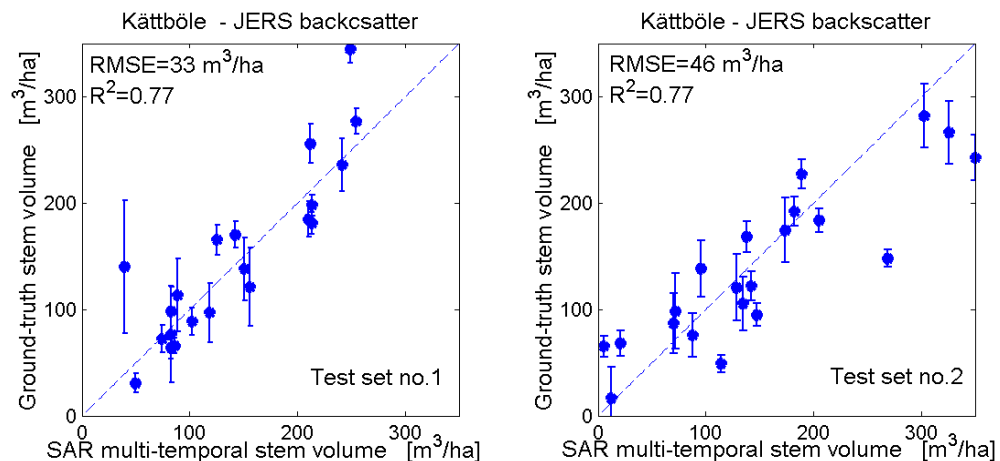 Kättböle - JERS backcsatter
RMSE=33 m³/ha
R²=0.77
Ground-truth stem volume [m³/ha]
300
200
100
0
Test set no.1
0 100 200 300
SAR multi-temporal stem volume [m³/ha]
Kättböle - JERS backscatter
RMSE=46 m³/ha
R²=0.77
Ground-truth stem volume [m³/ha]
300
200
100
0
Test set no.2
0 100 200 300
SAR multi-temporal stem volume [m³/ha]